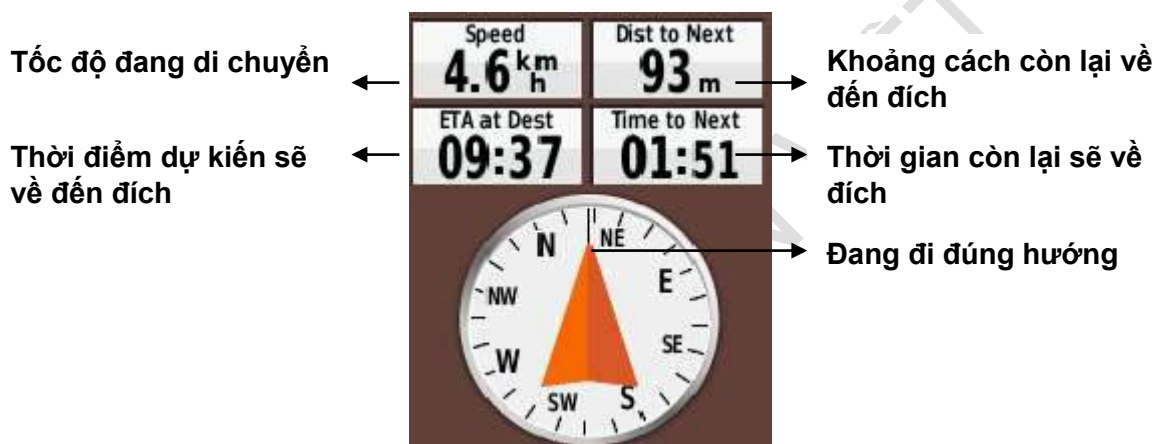 Tốc độ đang di chuyển
Thời điểm dự kiến sẽ
về đến đích
Speed
4.6 km/h
Dist to Next
93 m
ETA at Dest
09:37
Time to Next
01:51
N
NE
E
SE
S
SW
W
NW
Khoảng cách còn lại về
đến đích
Thời gian còn lại sẽ về
đích
Đang đi đúng hướng